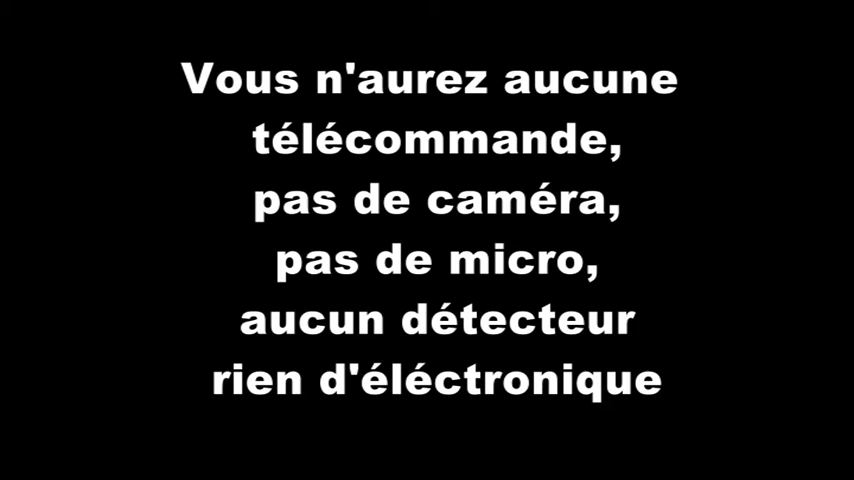 Vous n'aurez aucune
télécommande,
pas de caméra,
pas de micro,
aucun détecteur
rien d'éléctronique